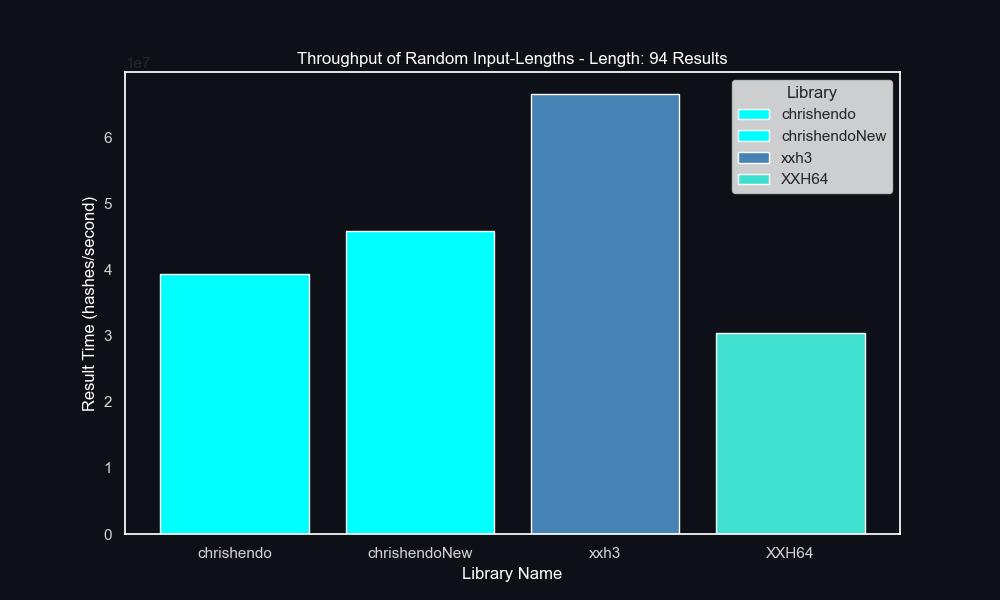 Throughput of Random Input-Lengths - Length: 94 Results
1e7
Library
chrishendo
chrishendoNew
xxh3
XXH64
6
5
4
3
2
1
0
Result Time (hashes/second)
chrishendo chrishendoNew xxh3 XXH64
Library Name